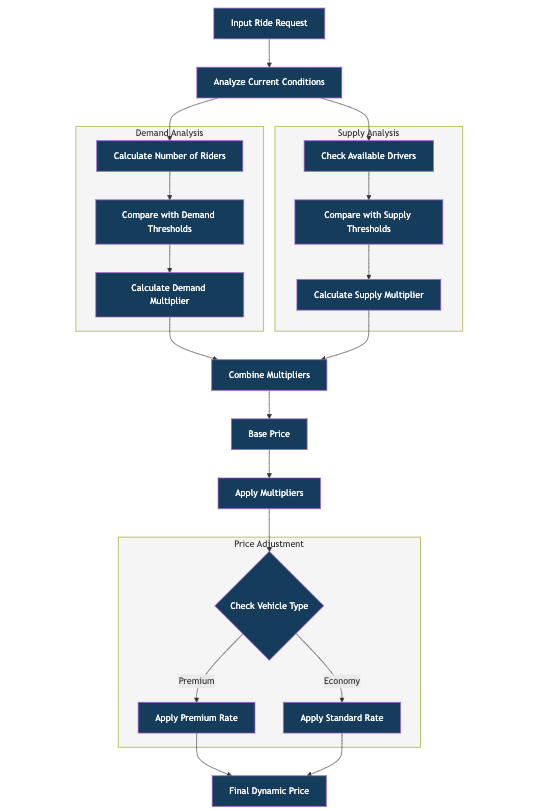 Input Ride Request
Analyze Current Conditions
Demand Analysis
Calculate Number of Riders
Compare with Demand
Thresholds
Calculate Demand
Multiplier
Supply Analysis
Check Available Drivers
Compare with Supply
Thresholds
Calculate Supply Multiplier
Combine Multipliers
Base Price
Apply Multipliers
Price Adjustment
Check Vehicle Type
Premium
Economy
Apply Premium Rate
Apply Standard Rate
Final Dynamic Price